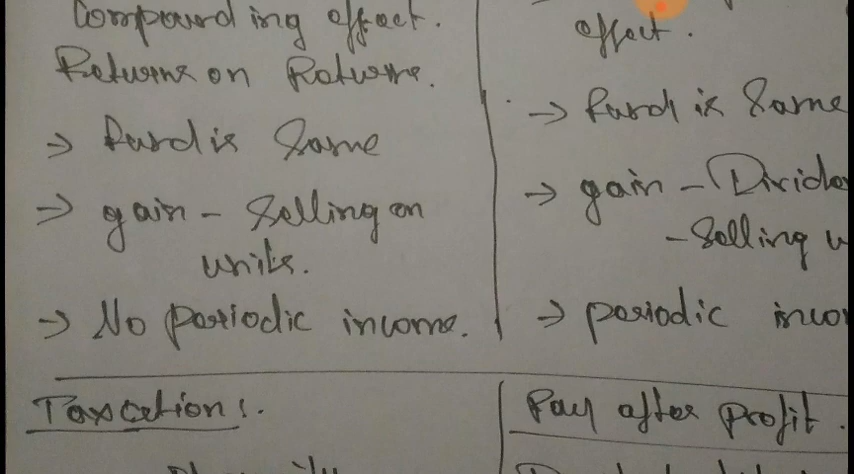 Compounding effect.
Returns on Returns.
→ Fund is Same
→ gain - Selling on
units.
→ No Periodic income.
effect.
→ Fund is Same
→ gain - Divide
- Selling u
→ periodic inco
Taxation:.
Pay after Profit.